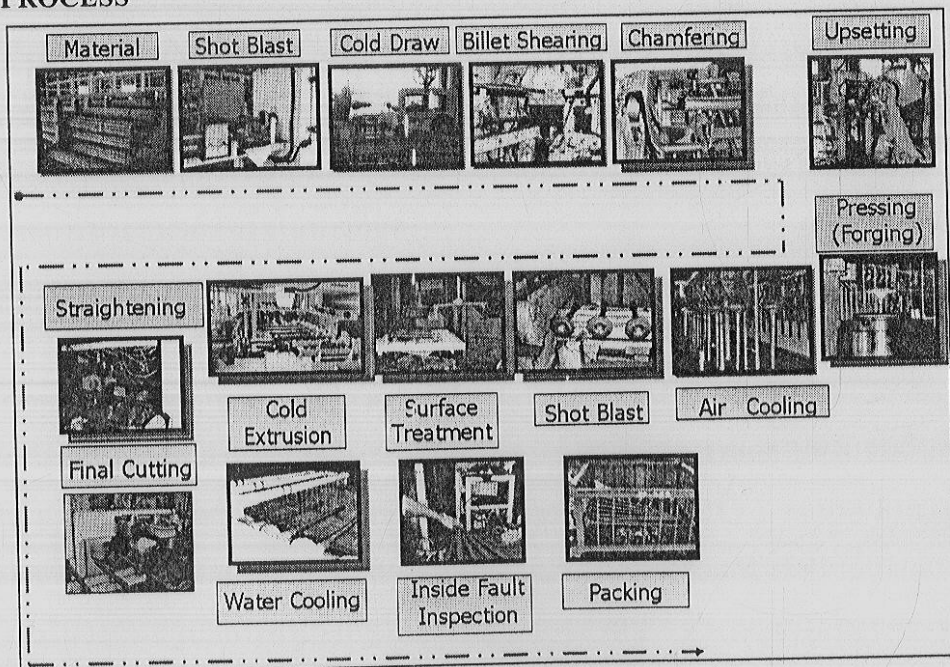 PROCESS
Material
Shot Blast
Cold Draw
Billet Shearing
Chamfering
Upsetting
Pressing
(Forging)
Straightening
Cold
Extrusion
Surface
Treatment
Shot Blast
Air Cooling
Final Cutting
Water Cooling
Inside Fault
Inspection
Packing